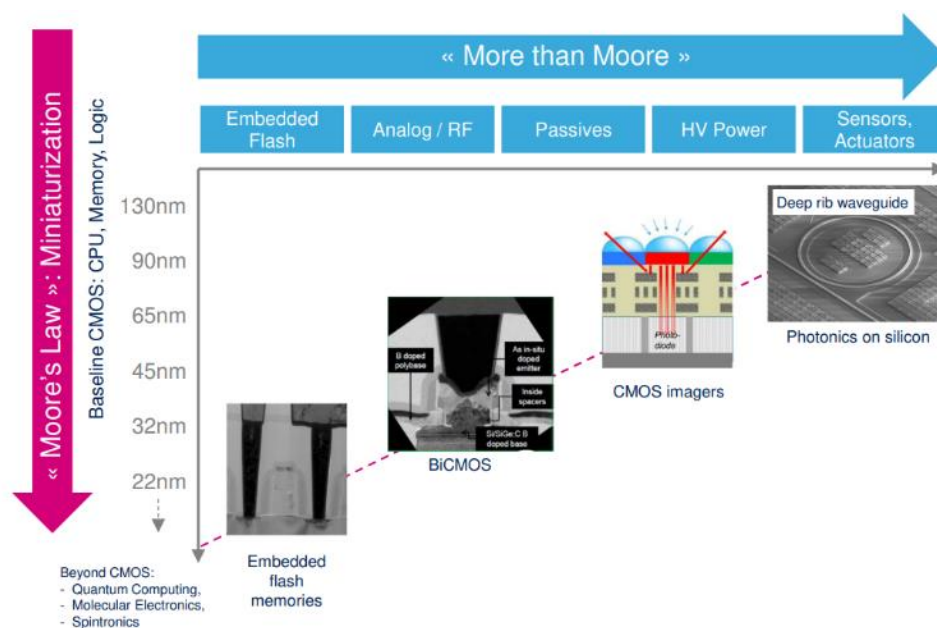 « More than Moore »
Embedded
Flash
Analog / RF
Passives
HV Power
Sensors,
Actuators
« Moore's Law »: Miniaturization
Baseline CMOS: CPU, Memory, Logic
130nm
90nm
65nm
45nm
32nm
22nm
Beyond CMOS:
- Quantum Computing,
- Molecular Electronics,
- Spintronics
Embedded
flash
memories
B doped
polybase
As in-situ
doped
emitter
Inside
spacers
Si/SiGe:C B
doped base
BiCMOS
Photo-
diode
CMOS imagers
Deep rib waveguide
Photonics on silicon